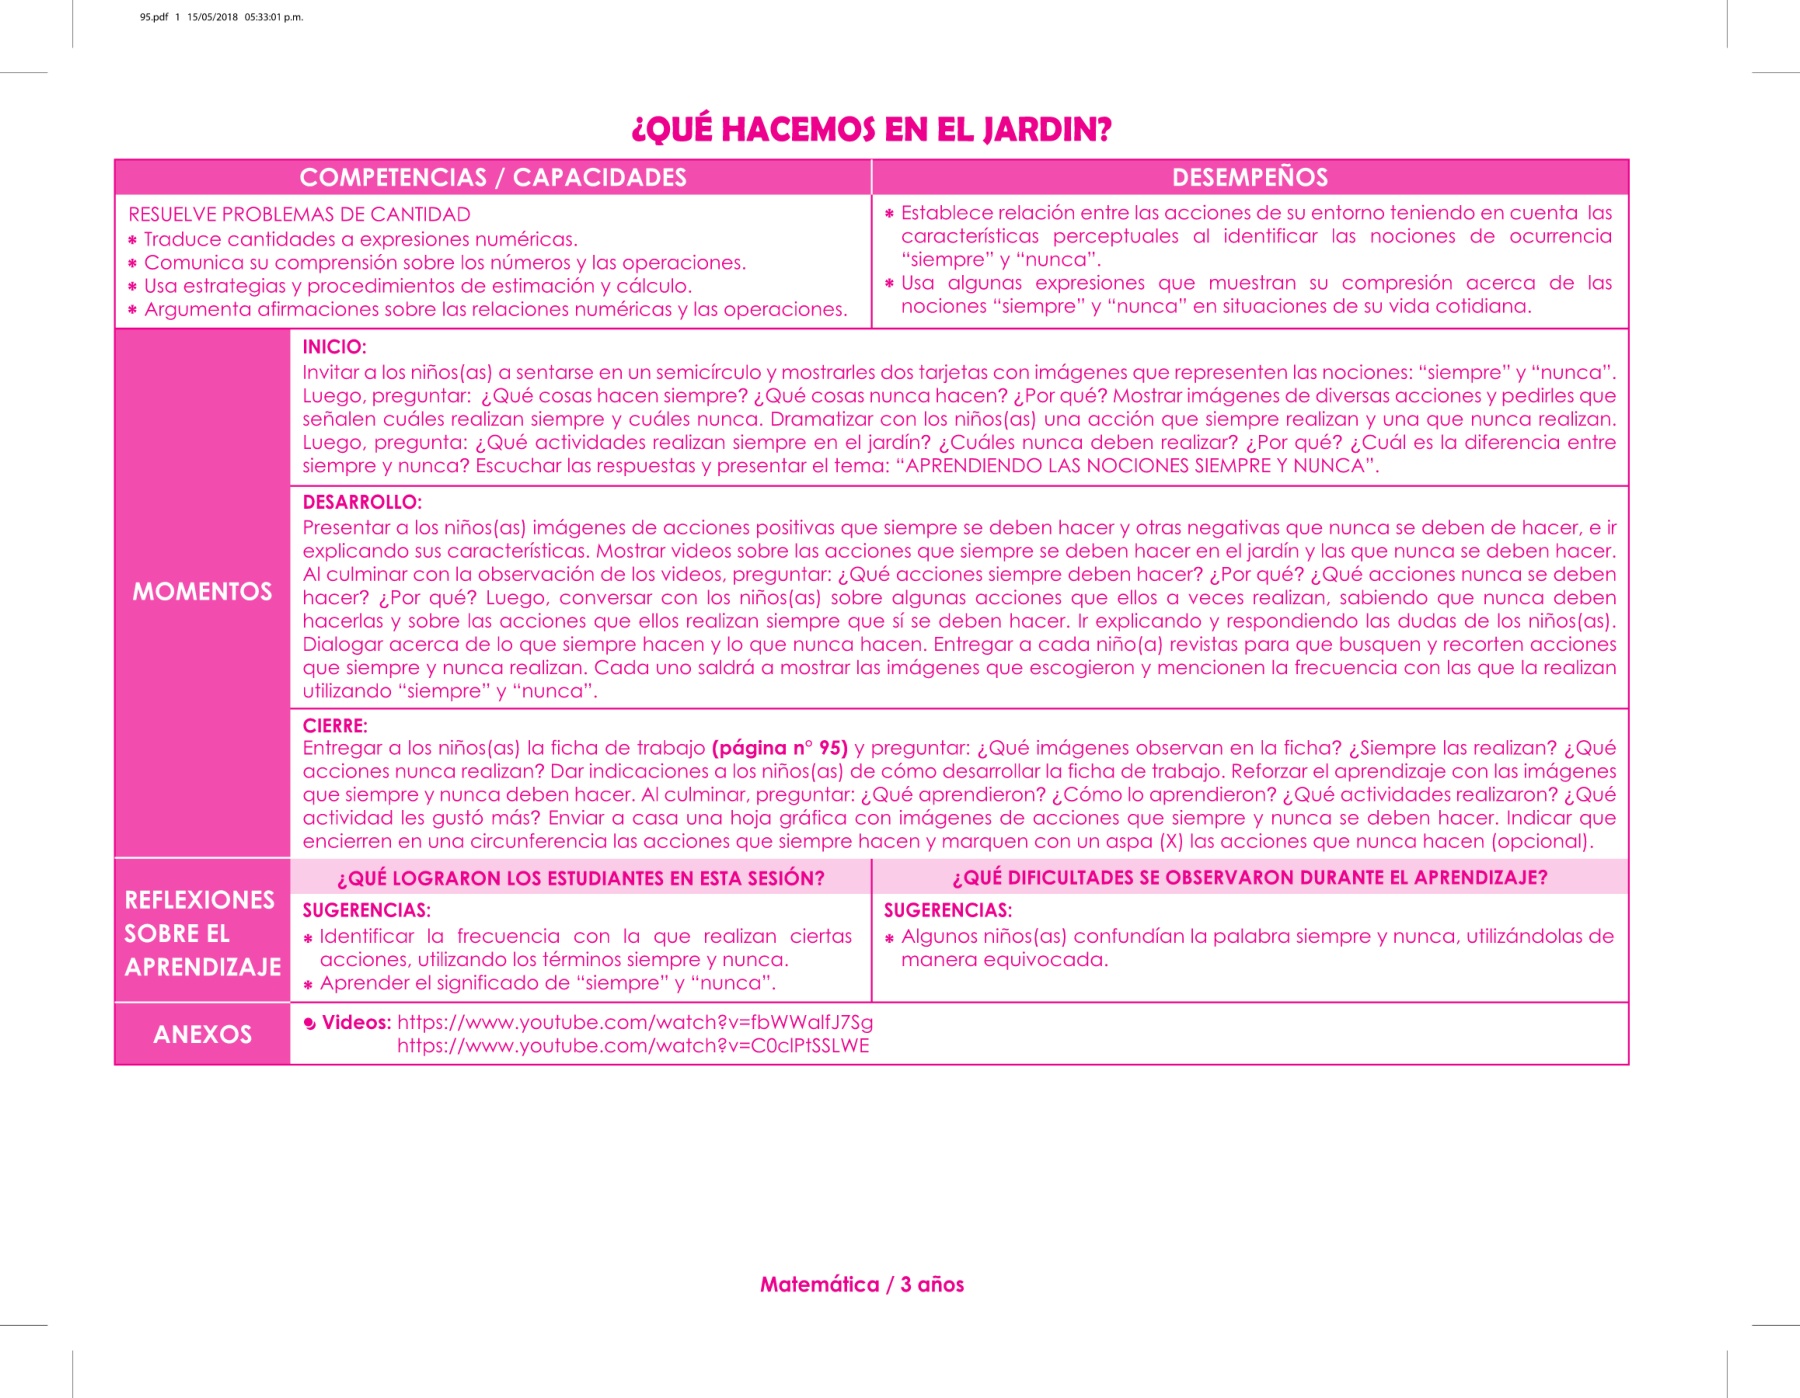 95.pdf 1 15/05/2018 05:33:01 p.m.
¿QUÉ HACEMOS EN EL JARDIN?
COMPETENCIAS / CAPACIDADES
DESEMPEÑOS
RESUELVE PROBLEMAS DE CANTIDAD
* Traduce cantidades a expresiones numéricas.
* Comunica su comprensión sobre los números y las operaciones.
* Usa estrategias y procedimientos de estimación y cálculo.
* Argumenta afirmaciones sobre las relaciones numéricas y las operaciones.
* Establece relación entre las acciones de su entorno teniendo en cuenta las
características perceptuales al identificar las nociones de ocurrencia
“siempre” y “nunca”.
* Usa algunas expresiones que muestran su compresión acerca de las
nociones “siempre” y “nunca” en situaciones de su vida cotidiana.
MOMENTOS
INICIO:
Invitar a los niños(as) a sentarse en un semicírculo y mostrarles dos tarjetas con imágenes que representen las nociones: “siempre” y “nunca”.
Luego, preguntar: ¿Qué cosas hacen siempre? ¿Qué cosas nunca hacen? ¿Por qué? Mostrar imágenes de diversas acciones y pedirles que
señalen cuáles realizan siempre y cuáles nunca. Dramatizar con los niños(as) una acción que siempre realizan y una que nunca realizan.
Luego, pregunta: ¿Qué actividades realizan siempre en el jardín? ¿Cuáles nunca deben realizar? ¿Por qué? ¿Cuál es la diferencia entre
siempre y nunca? Escuchar las respuestas y presentar el tema: “APRENDIENDO LAS NOCIONES SIEMPRE Y NUNCA”.
DESARROLLO:
Presentar a los niños(as) imágenes de acciones positivas que siempre se deben hacer y otras negativas que nunca se deben de hacer, e ir
explicando sus características. Mostrar videos sobre las acciones que siempre se deben hacer en el jardín y las que nunca se deben hacer.
Al culminar con la observación de los videos, preguntar: ¿Qué acciones siempre deben hacer? ¿Por qué? ¿Qué acciones nunca se deben
hacer? ¿Por qué? Luego, conversar con los niños(as) sobre algunas acciones que ellos a veces realizan, sabiendo que nunca deben
hacerlas y sobre las acciones que ellos realizan siempre que sí se deben hacer. Ir explicando y respondiendo las dudas de los niños(as).
Dialogar acerca de lo que siempre hacen y lo que nunca hacen. Entregar a cada niño(a) revistas para que busquen y recorten acciones
que siempre y nunca realizan. Cada uno saldrá a mostrar las imágenes que escogieron y mencionen la frecuencia con las que la realizan
utilizando “siempre” y “nunca”.
CIERRE:
Entregar a los niños(as) la ficha de trabajo (página n° 95) y preguntar: ¿Qué imágenes observan en la ficha? ¿Siempre las realizan? ¿Qué
acciones nunca realizan? Dar indicaciones a los niños(as) de cómo desarrollar la ficha de trabajo. Reforzar el aprendizaje con las imágenes
que siempre y nunca deben hacer. Al culminar, preguntar: ¿Qué aprendieron? ¿Cómo lo aprendieron? ¿Qué actividades realizaron? ¿Qué
actividad les gustó más? Enviar a casa una hoja gráfica con imágenes de acciones que siempre y nunca se deben hacer. Indicar que
encierren en una circunferencia las acciones que siempre hacen y marquen con un aspa (X) las acciones que nunca hacen (opcional).
REFLEXIONES
SOBRE EL
APRENDIZAJE
¿QUÉ LOGRARON LOS ESTUDIANTES EN ESTA SESIÓN?
SUGERENCIAS:
* Identificar la frecuencia con la que realizan ciertas
acciones, utilizando los términos siempre y nunca.
* Aprender el significado de “siempre” y “nunca”.
¿QUÉ DIFICULTADES SE OBSERVARON DURANTE EL APRENDIZAJE?
SUGERENCIAS:
* Algunos niños(as) confundían la palabra siempre y nunca, utilizándolas de
manera equivocada.
ANEXOS
Videos: https://www.youtube.com/watch?v=fbWWalfJ7Sg
https://www.youtube.com/watch?v=C0clPtSSLWE
Matemática / 3 años